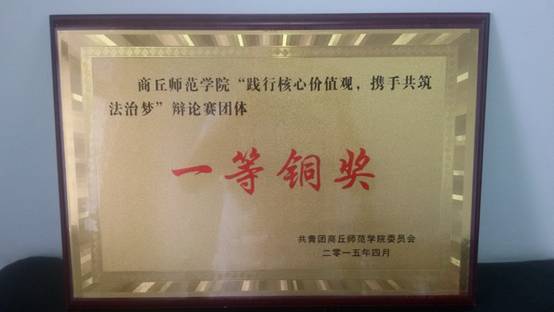 商丘师范学院“践行核心价值观，携手共筑
法治梦”辩论赛团体
一等铜奖
共青团商丘师范学院委员会
二零一五年四月